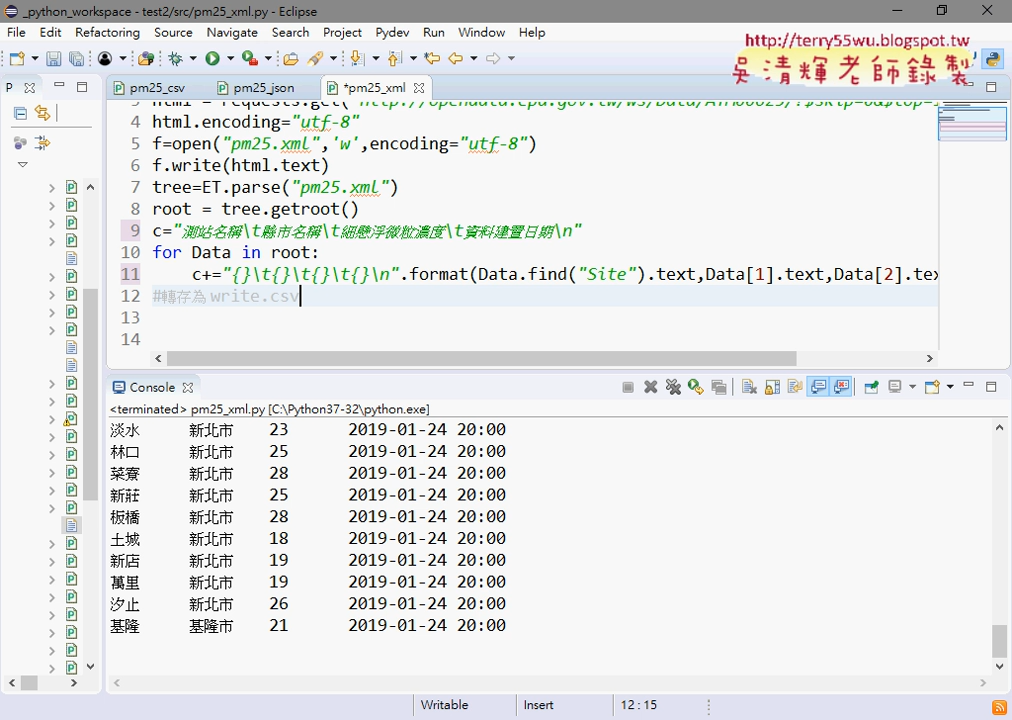 _python_workspace - test2/src/pm25_xml.py - Eclipse
File Edit Refactoring Source Navigate Search Project Pydev Run Window Help
http://terry55wu.blogspot.tw
吳清輝老師錄製
P
pm25_csv pm25_json *pm25_xml
4 html.encoding="utf-8"
5 f=open("pm25.xml",'w',encoding="utf-8")
6 f.write(html.text)
7 tree=ET.parse("pm25.xml")
8 root = tree.getroot()
9 c="測站名稱\t縣市名稱\t細懸浮微粒濃度\t資料建置日期\n"
10 for Data in root:
11 c+="{}\t{}\t{}\t{}\n".format(Data.find("Site").text,Data[1].text,Data[2].tex
12 #轉存為write.csv
13
14
Console
<terminated> pm25_xml.py [C:\Python37-32\python.exe]
淡水 新北市 23 2019-01-24 20:00
林口 新北市 25 2019-01-24 20:00
菜寮 新北市 28 2019-01-24 20:00
新莊 新北市 25 2019-01-24 20:00
板橋 新北市 28 2019-01-24 20:00
土城 新北市 18 2019-01-24 20:00
新店 新北市 19 2019-01-24 20:00
萬里 新北市 19 2019-01-24 20:00
汐止 新北市 26 2019-01-24 20:00
基隆 基隆市 21 2019-01-24 20:00
Writable Insert 12 : 15